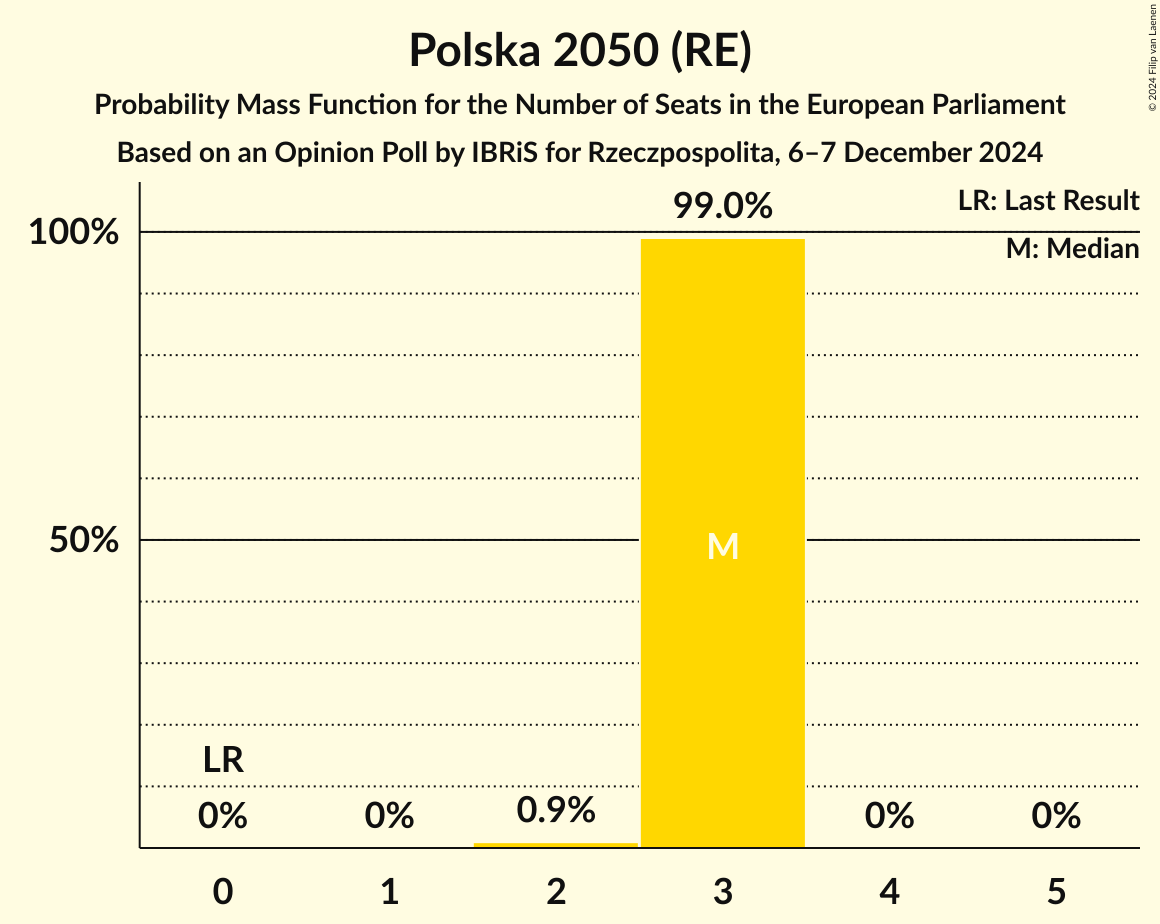 Polska 2050 (RE)
Probability Mass Function for the Number of Seats in the European Parliament
Based on an Opinion Poll by IBRiS for Rzeczpospolita, 6–7 December 2024
© 2024 Filip van Laenen
LR: Last Result
M: Median
99.0%
100%
50%
M
LR
0%
0%
0.9%
0%
0%
0
1
2
3
4
5